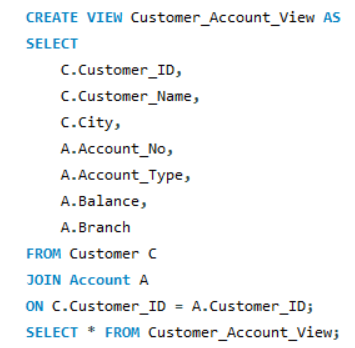 CREATE VIEW Customer_Account_View AS
SELECT
    C.Customer_ID,
    C.Customer_Name,
    C.City,
    A.Account_No,
    A.Account_Type,
    A.Balance,
    A.Branch
FROM Customer C
JOIN Account A
ON C.Customer_ID = A.Customer_ID;
SELECT * FROM Customer_Account_View;